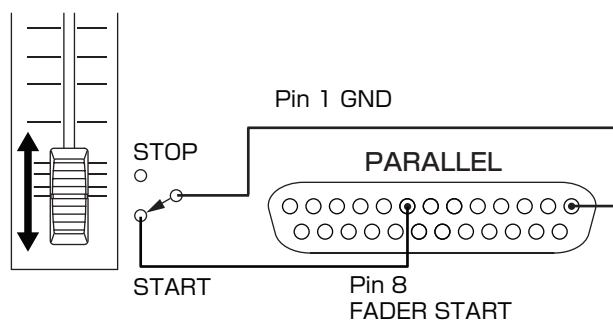 Pin 1 GND
STOP
PARALLEL
START
Pin 8
FADER START